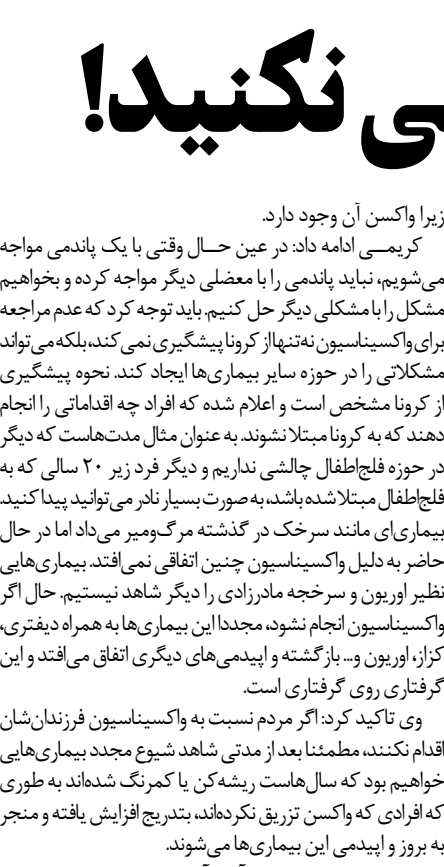 ی نکنید!
زیرا واکسن آن وجود دارد.
کریمی ادامه داد: در عین حال وقتی با یک پاندمی مواجه
می‌شویم، نباید پاندمی را با معضلی دیگر مواجه کرده و بخواهیم
مشکل را با مشکلی دیگر حل کنیم. باید توجه کرد که عدم مراجعه
برای واکسیناسیون نه‌تنها از کرونا پیشگیری نمی‌کند، بلکه می‌تواند
مشکلاتی را در حوزه سایر بیماری‌ها ایجاد کند. نحوه پیشگیری
از کرونا مشخص است و اعلام شده که افراد چه اقداماتی را انجام
دهند که به کرونا مبتلا نشوند. به عنوان مثال مدت‌هاست که دیگر
در حوزه فلج‌اطفال چالشی نداریم و دیگر فرد زیر ۲۰ سالی که به
فلج‌اطفال مبتلا شده باشد، به صورت بسیار نادر می‌توانید پیدا کنید.
بیماری‌ای مانند سرخک در گذشته مرگ‌ومیر می‌داد اما در حال
حاضر به دلیل واکسیناسیون چنین اتفاقی نمی‌افتد. بیماری‌هایی
نظیر اوریون و سرخجه مادرزادی را دیگر شاهد نیستیم. حال اگر
واکسیناسیون انجام نشود، مجددا این بیماری‌ها به همراه دیفتری،
کزاز، اوریون و... بازگشته و اپیدمی‌های دیگری اتفاق می‌افتد و این
گرفتاری روی گرفتاری است.
وی تاکید کرد: اگر مردم نسبت به واکسیناسیون فرزندان‌شان
اقدام نکنند، مطمئنا بعد از مدتی شاهد شیوع مجدد بیماری‌هایی
خواهیم بود که سال‌هاست ریشه‌کن یا کمرنگ شده‌اند به طوری
که افرادی که واکسن تزریق نکرده‌اند، بتدریج افزایش یافته و منجر
به بروز و اپیدمی این بیماری‌ها می‌شوند.